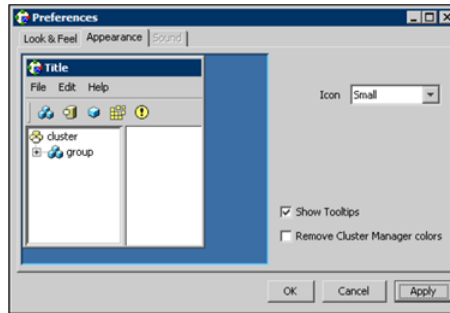 Preferences
Look & Feel Appearance Sound
Title
File Edit Help
cluster
group
Icon Small
Show Tooltips
Remove Cluster Manager colors
OK Cancel Apply